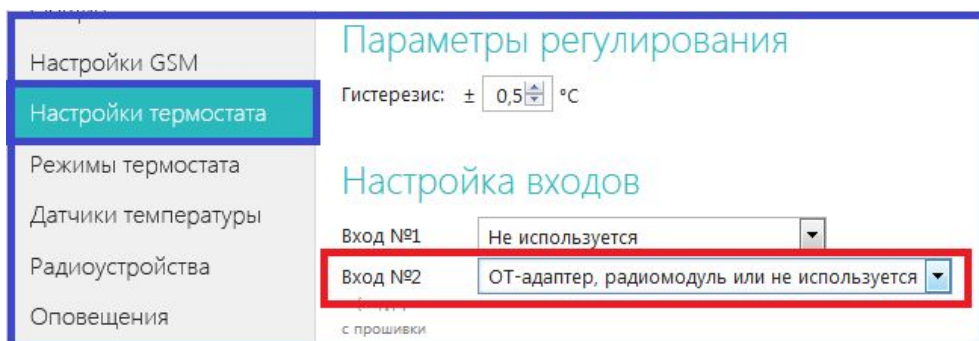 Настройки GSM
Настройки термостата
Режимы термостата
Датчики температуры
Радиоустройства
Оповещения
Параметры регулирования
Гистерезис: ± 0,5 °C
Настройка входов
Вход №1 Не используется
Вход №2 ОТ-адаптер, радиомодуль или не используется
с прошивки